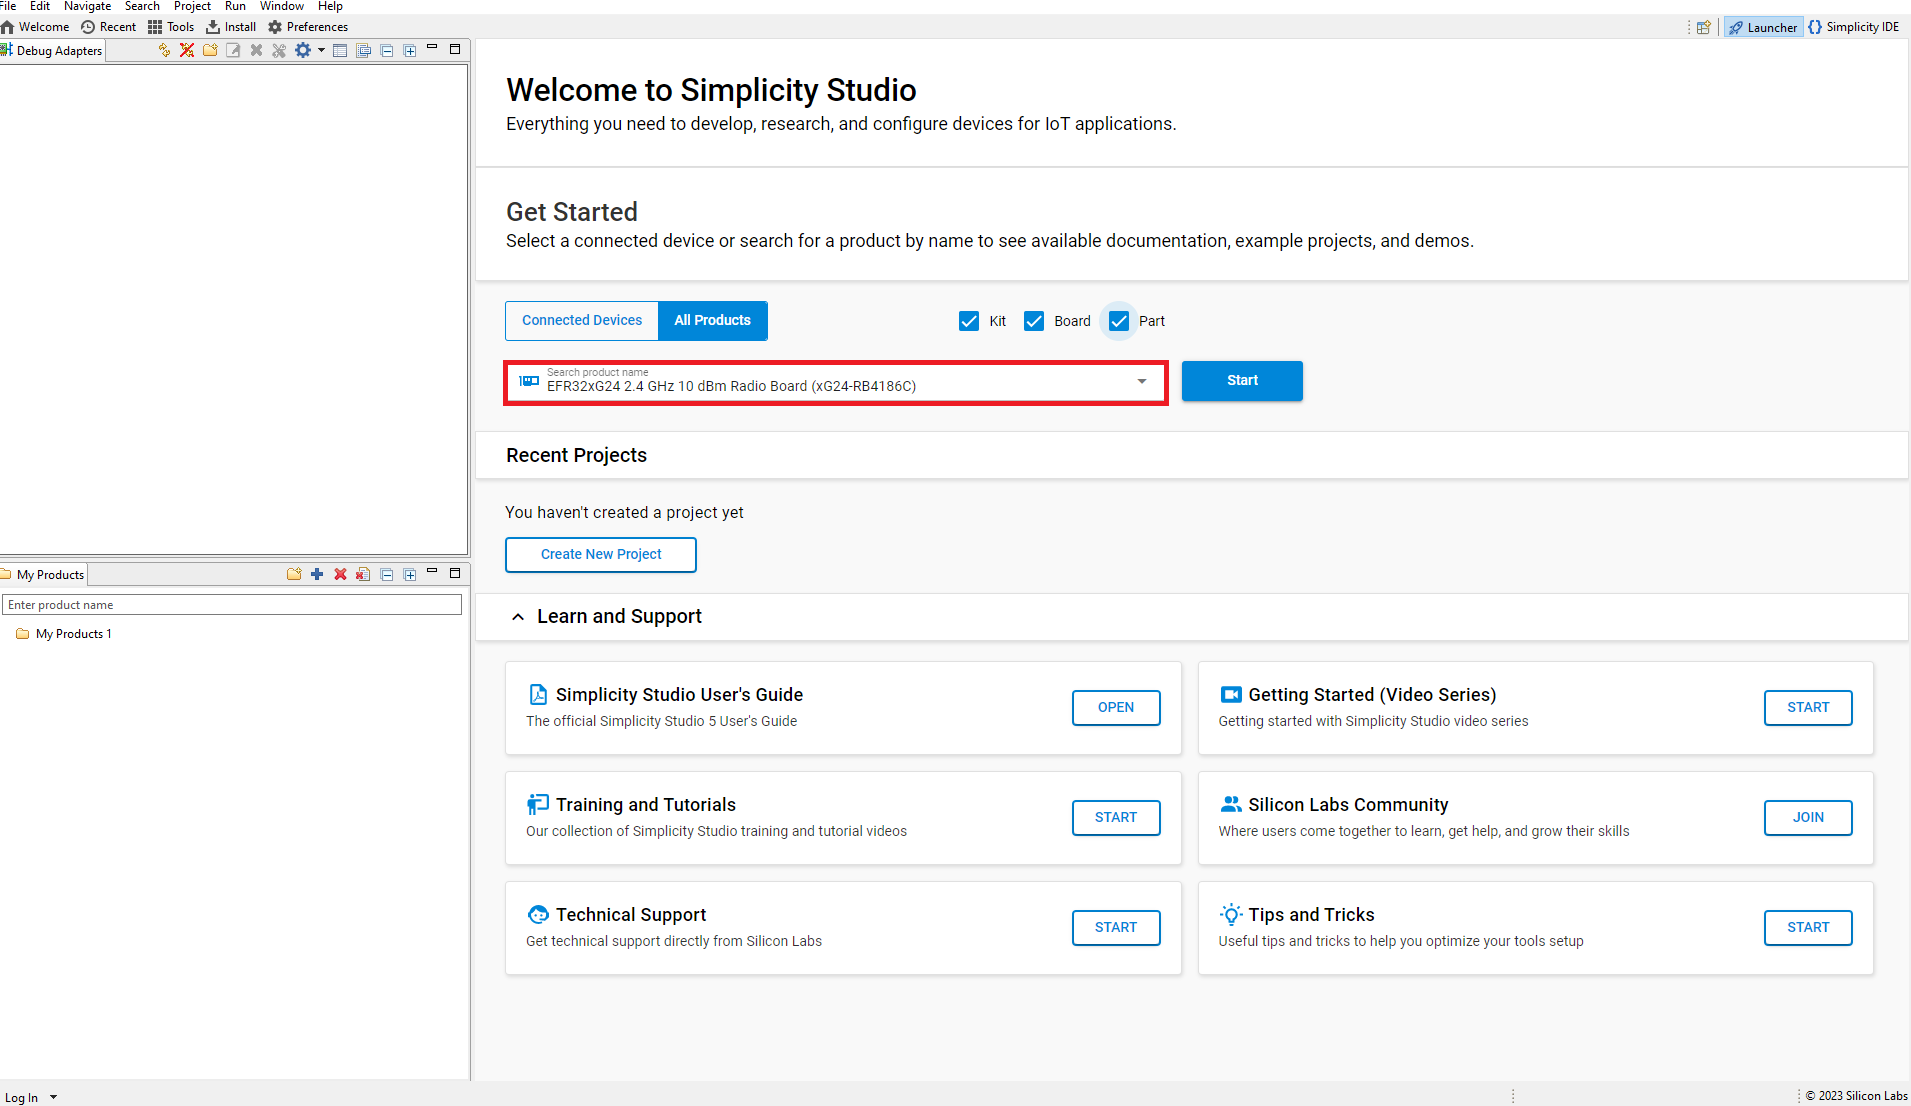 File Edit Navigate Search Project Run Window Help
Welcome Recent Tools Install Preferences
Launcher Simplicity IDE
Debug Adapters
Welcome to Simplicity Studio
Everything you need to develop, research, and configure devices for IoT applications.
Get Started
Select a connected device or search for a product by name to see available documentation, example projects, and demos.
Connected Devices All Products Kit Board Part
Search product name
EFR32xG24 2.4 GHz 10 dBm Radio Board (xG24-RB4186C)
Start
Recent Projects
You haven't created a project yet
Create New Project
My Products
Enter product name
My Products 1
Learn and Support
Simplicity Studio User's Guide
The official Simplicity Studio 5 User's Guide
OPEN
Getting Started (Video Series)
Getting started with Simplicity Studio video series
START
Training and Tutorials
Our collection of Simplicity Studio training and tutorial videos
START
Silicon Labs Community
Where users come together to learn, get help, and grow their skills
JOIN
Technical Support
Get technical support directly from Silicon Labs
START
Tips and Tricks
Useful tips and tricks to help you optimize your tools setup
START
Log In
© 2023 Silicon Labs